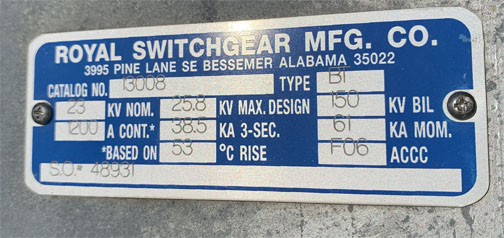 ROYAL SWITCHGEAR MFG. CO.
3995 PINE LANE SE BESSEMER ALABAMA 35022
CATALOG NO. 13008 TYPE BT
23 KV NOM. 25.8 KV MAX. DESIGN 150 KV BIL
1200 A CONT.* 38.5 KA 3-SEC. 61 KA MOM.
*BASED ON 53 °C RISE F06 ACCC
S.O.# 48931